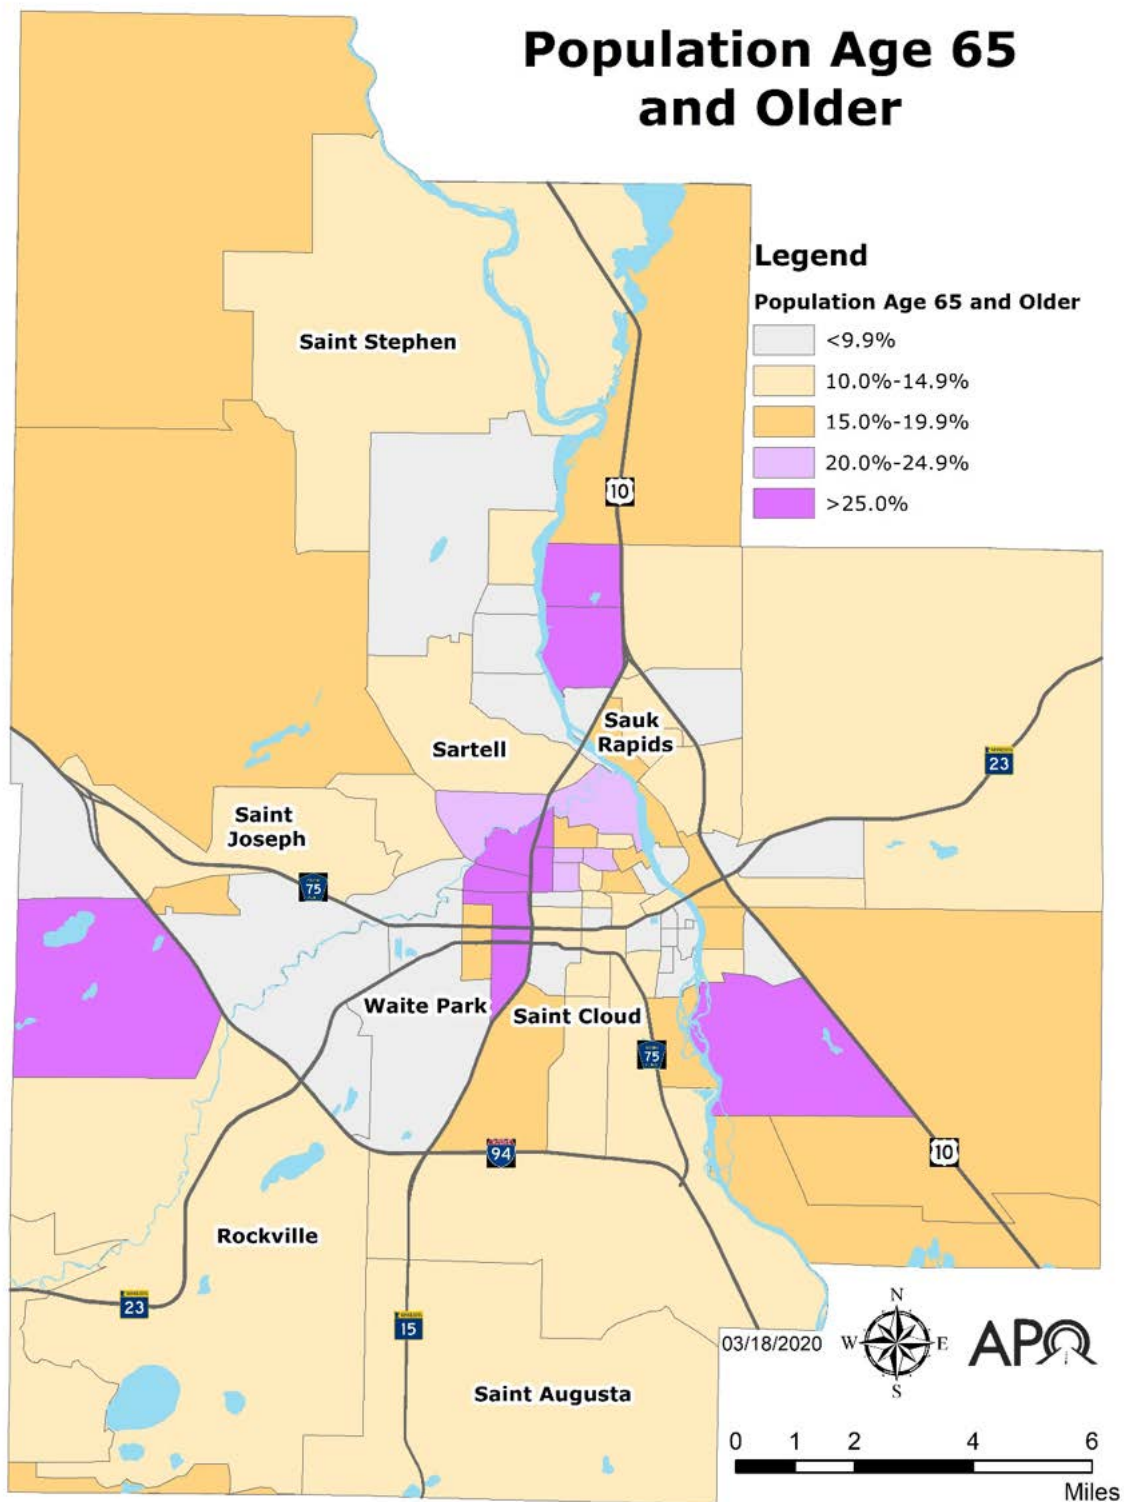 Population Age 65
and Older
Legend
Population Age 65 and Older
<9.9%
10.0%-14.9%
15.0%-19.9%
20.0%-24.9%
>25.0%
Saint Stephen
10
Sauk
Rapids
Sartell
23
Saint
Joseph
75
Waite Park
Saint Cloud
75
94
10
Rockville
23
15
03/18/2020
N
W
E
S
APO
Saint Augusta
0 1 2 4 6
Miles